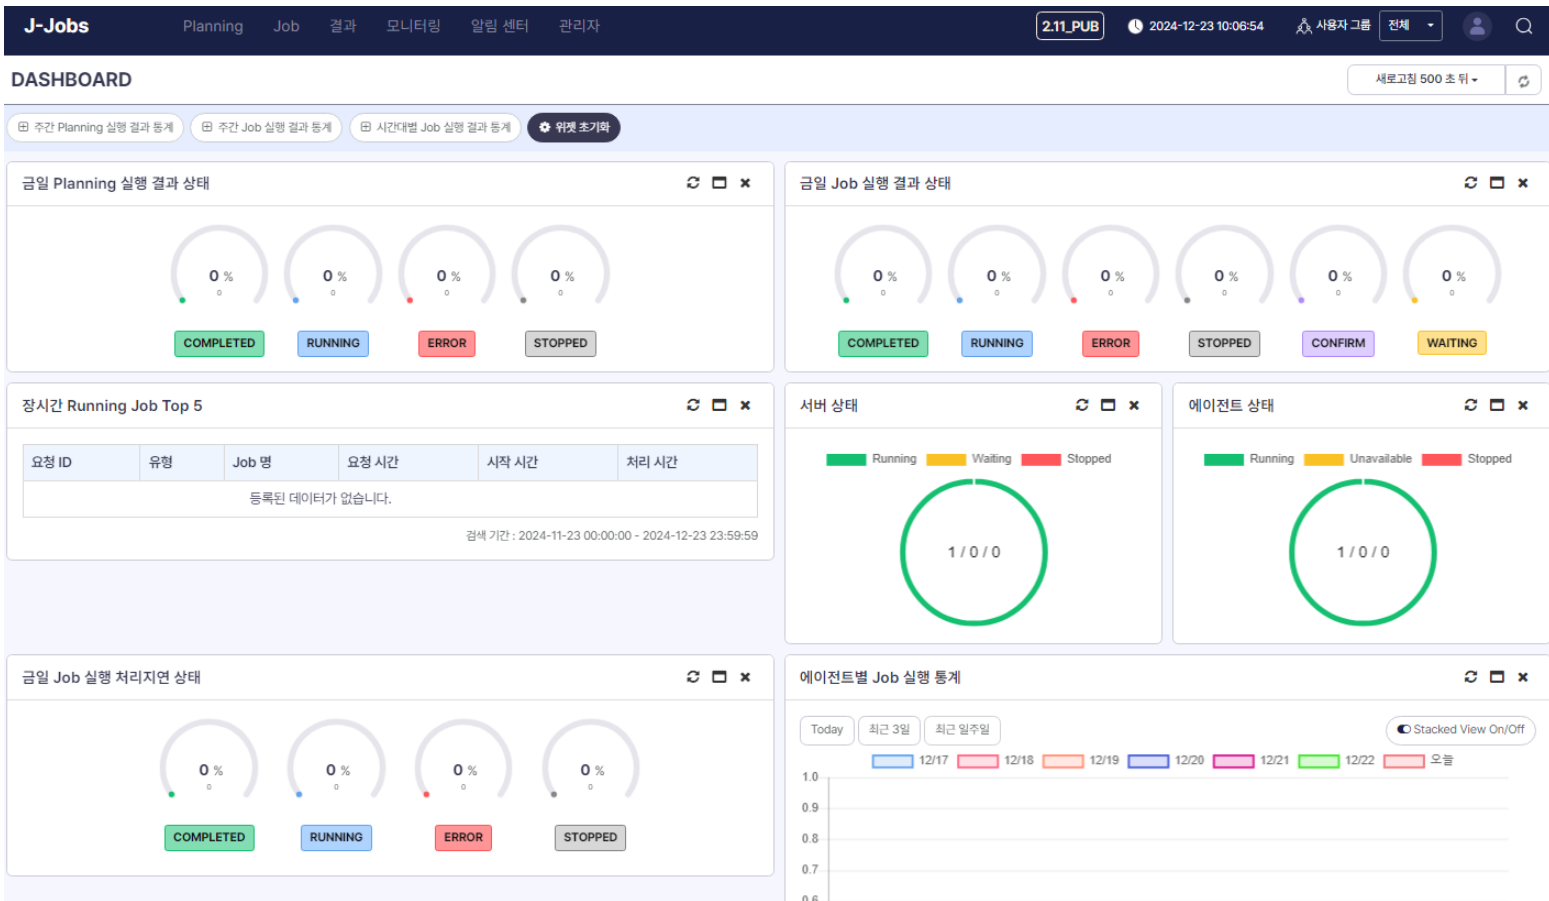 J-Jobs Planning Job 결과 모니터링 알림 센터 관리자 2.11_PUB 2024-12-23 10:06:54 사용자 그룹 전체
DASHBOARD 새로고침 500 초 뒤
주간 Planning 실행 결과 통계 주간 Job 실행 결과 통계 시간대별 Job 실행 결과 통계 위젯 초기화
금일 Planning 실행 결과 상태
0 % 0 % 0 % 0 %
0 0 0 0
COMPLETED RUNNING ERROR STOPPED
금일 Job 실행 결과 상태
0 % 0 % 0 % 0 % 0 % 0 %
0 0 0 0 0 0
COMPLETED RUNNING ERROR STOPPED CONFIRM WAITING
장시간 Running Job Top 5
요청 ID 유형 Job 명 요청 시간 시작 시간 처리 시간
등록된 데이터가 없습니다.
검색 기간 : 2024-11-23 00:00:00 - 2024-12-23 23:59:59
서버 상태
Running Waiting Stopped
1 / 0 / 0
에이전트 상태
Running Unavailable Stopped
1 / 0 / 0
금일 Job 실행 처리지연 상태
0 % 0 % 0 % 0 %
0 0 0 0
COMPLETED RUNNING ERROR STOPPED
에이전트별 Job 실행 통계
Today 최근 3일 최근 일주일 Stacked View On/Off
12/17 12/18 12/19 12/20 12/21 12/22 오늘
1.0
0.9
0.8
0.7
0.6